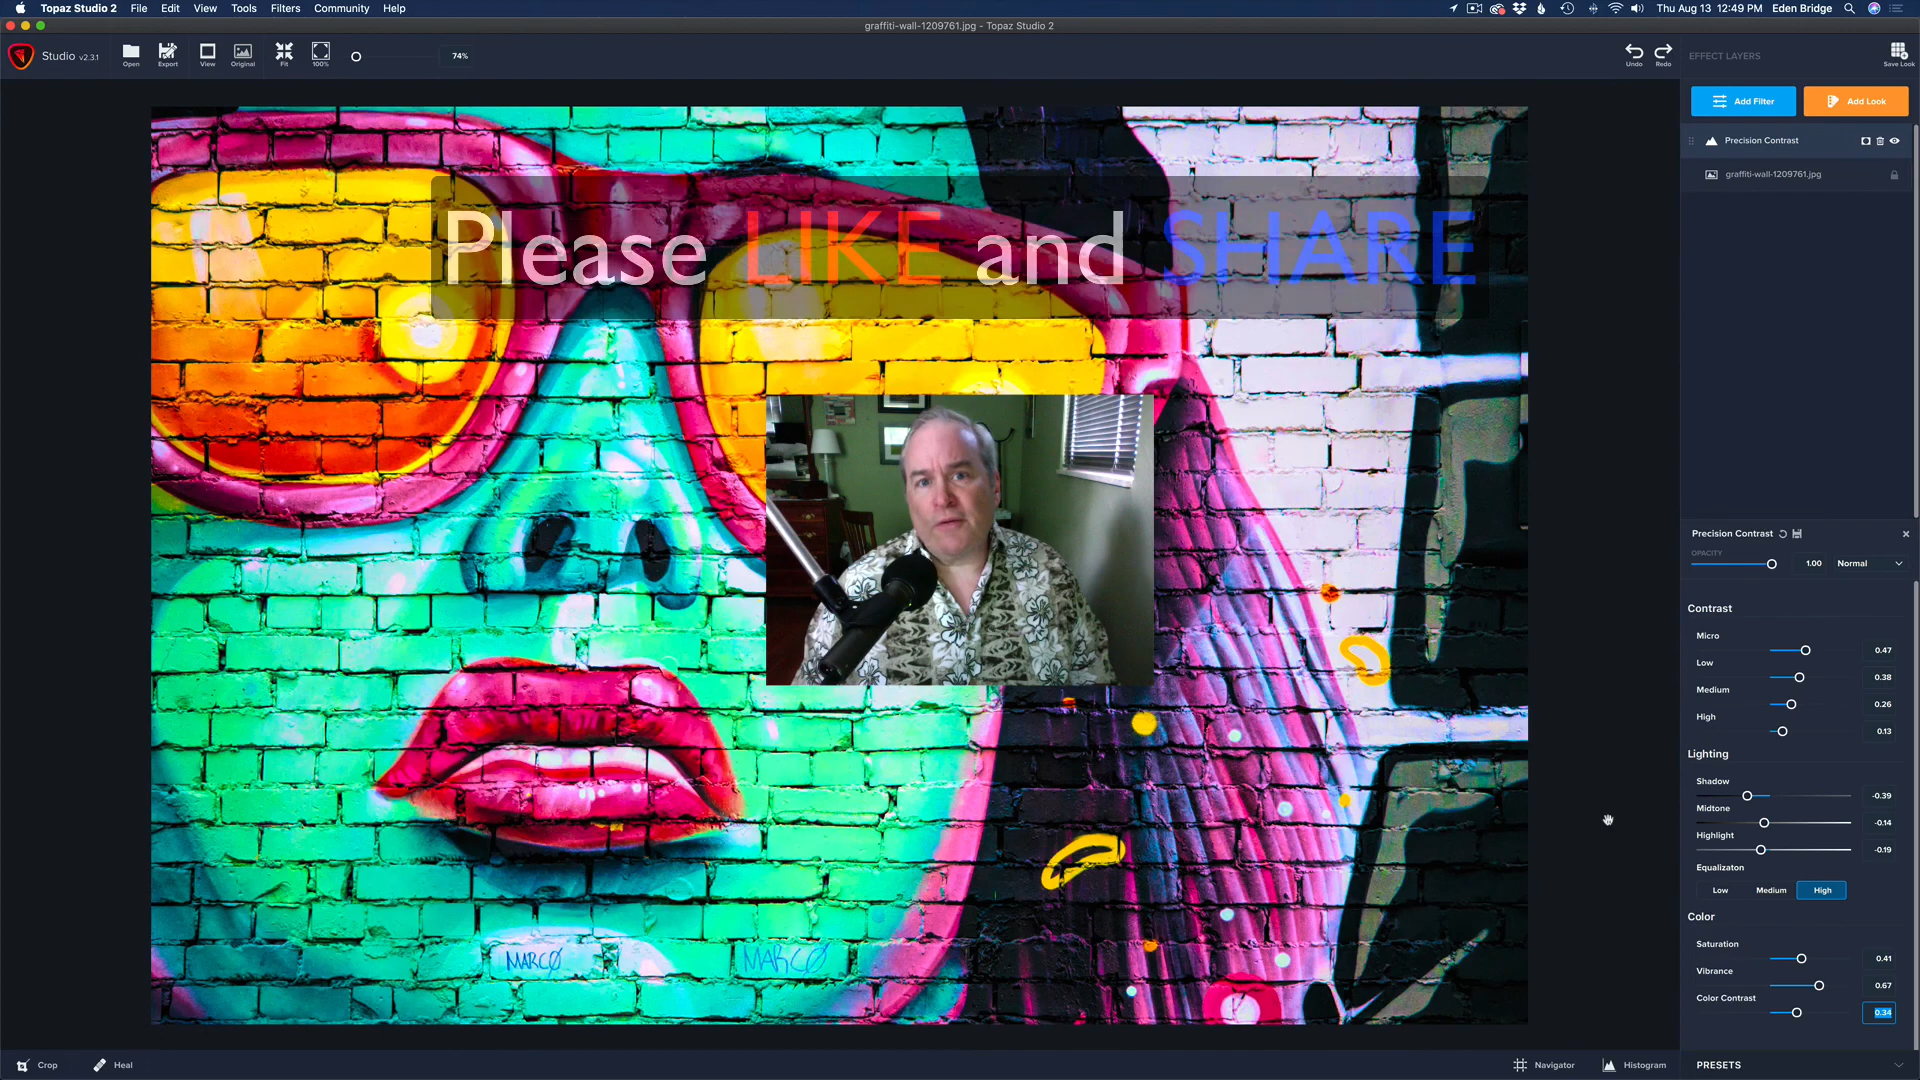 Topaz Studio 2 File Edit View Tools Filters Community Help Thu Aug 13 12:49 PM Eden Bridge
graffiti-wall-1209761.jpg - Topaz Studio 2
Studio v2.3.1 Open Export View Original Fit 100% 74% Undo Redo EFFECT LAYERS Save Look
Add Filter Add Look
Precision Contrast
graffiti-wall-1209761.jpg
Please LIKE and SHARE
Precision Contrast
OPACITY
1.00 Normal
Contrast
Micro
0.47
Low
0.38
Medium
0.26
High
0.13
Lighting
Shadow
-0.39
Midtone
-0.14
Highlight
-0.19
Equalizaton
Low Medium High
Color
Saturation
0.41
Vibrance
0.67
Color Contrast
0.34
MARCO MARCO
Crop Heal Navigator Histogram PRESETS